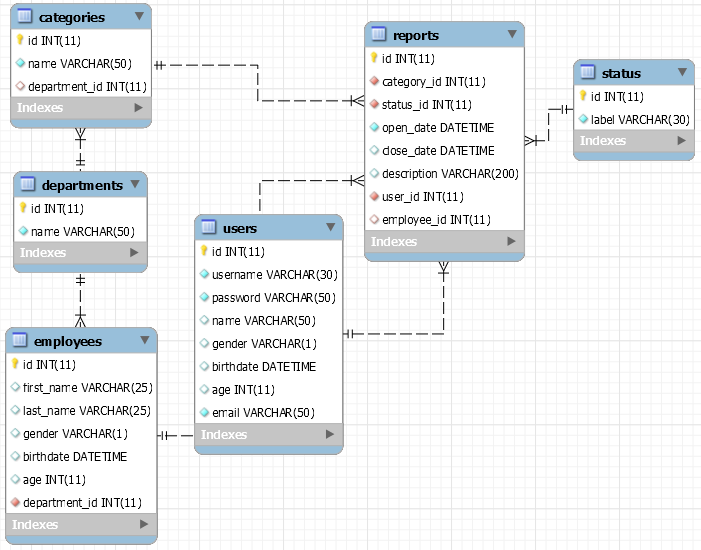 categories
id INT(11)
name VARCHAR(50)
department_id INT(11)
Indexes
departments
id INT(11)
name VARCHAR(50)
Indexes
employees
id INT(11)
first_name VARCHAR(25)
last_name VARCHAR(25)
gender VARCHAR(1)
birthdate DATETIME
age INT(11)
department_id INT(11)
Indexes
users
id INT(11)
username VARCHAR(30)
password VARCHAR(50)
name VARCHAR(50)
gender VARCHAR(1)
birthdate DATETIME
age INT(11)
email VARCHAR(50)
Indexes
reports
id INT(11)
category_id INT(11)
status_id INT(11)
open_date DATETIME
close_date DATETIME
description VARCHAR(200)
user_id INT(11)
employee_id INT(11)
Indexes
status
id INT(11)
label VARCHAR(30)
Indexes